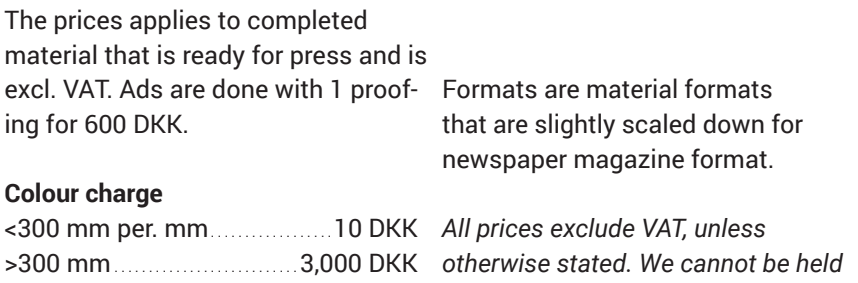 The prices applies to completed
material that is ready for press and is
excl. VAT. Ads are done with 1 proof-
ing for 600 DKK.
Colour charge
<300 mm per. mm..................10 DKK
>300 mm...........................3,000 DKK
Formats are material formats
that are slightly scaled down for
newspaper magazine format.
All prices exclude VAT, unless
otherwise stated. We cannot be held